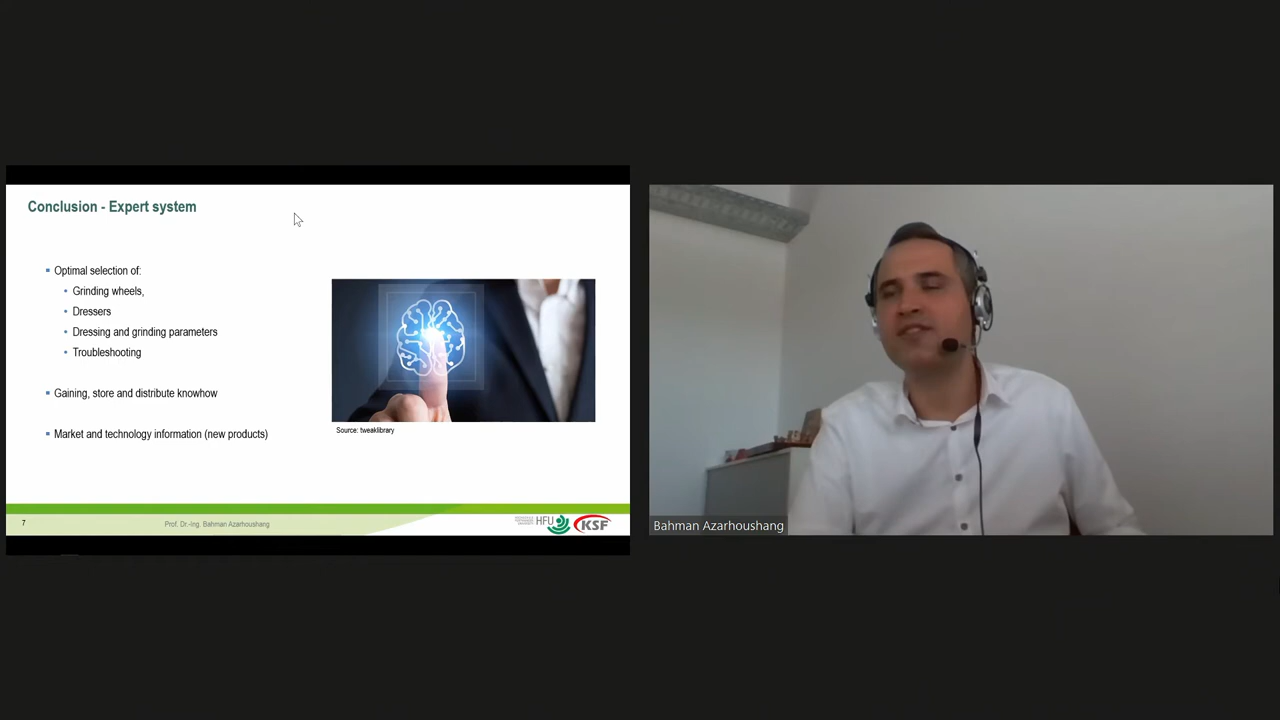 Conclusion - Expert system
Optimal selection of:
Grinding wheels,
Dressers
Dressing and grinding parameters
Troubleshooting
Gaining, store and distribute knowhow
Market and technology information (new products)
Source: tweaklibrary
7
Prof. Dr.-Ing. Bahman Azarhoushang
HFU
KSF
Bahman Azarhoushang